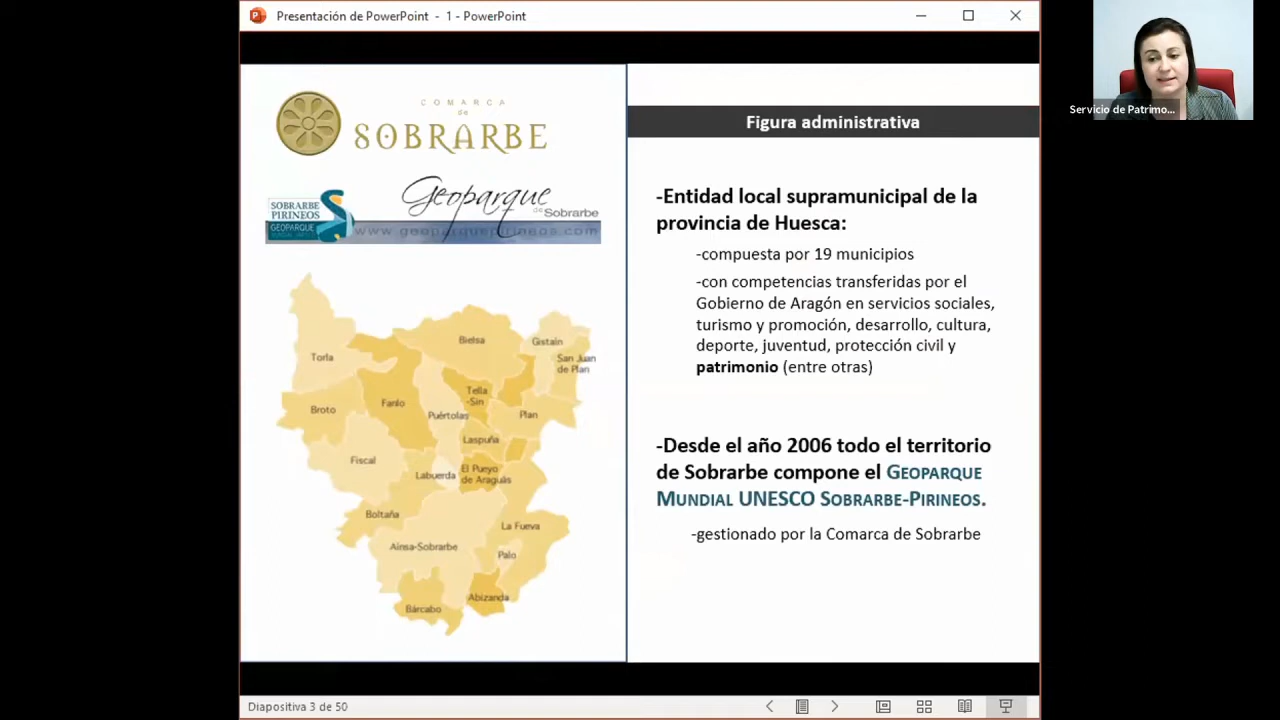 Presentación de PowerPoint - 1 - PowerPoint
Servicio de Patrimo...
COMARCA
de
SOBRARBE
Geoparque
de Sobrarbe
SOBRARBE
PIRINEOS
GEOPARQUE
www.geoparquepirineos.com
Torla
Bielsa
Gistaín
San Juan
de Plan
Tella
-Sin
Fanlo
Broto
Puértolas
Plan
Laspuña
Fiscal
Labuerda
El Pueyo
de Araguás
Boltaña
La Fueva
Aínsa-Sobrarbe
Palo
Abizanda
Bárcabo
Figura administrativa
-Entidad local supramunicipal de la
provincia de Huesca:
-compuesta por 19 municipios
-con competencias transferidas por el
Gobierno de Aragón en servicios sociales,
turismo y promoción, desarrollo, cultura,
deporte, juventud, protección civil y
patrimonio (entre otras)
-Desde el año 2006 todo el territorio
de Sobrarbe compone el GEOPARQUE
MUNDIAL UNESCO SOBRARBE-PIRINEOS.
-gestionado por la Comarca de Sobrarbe
Diapositiva 3 de 50